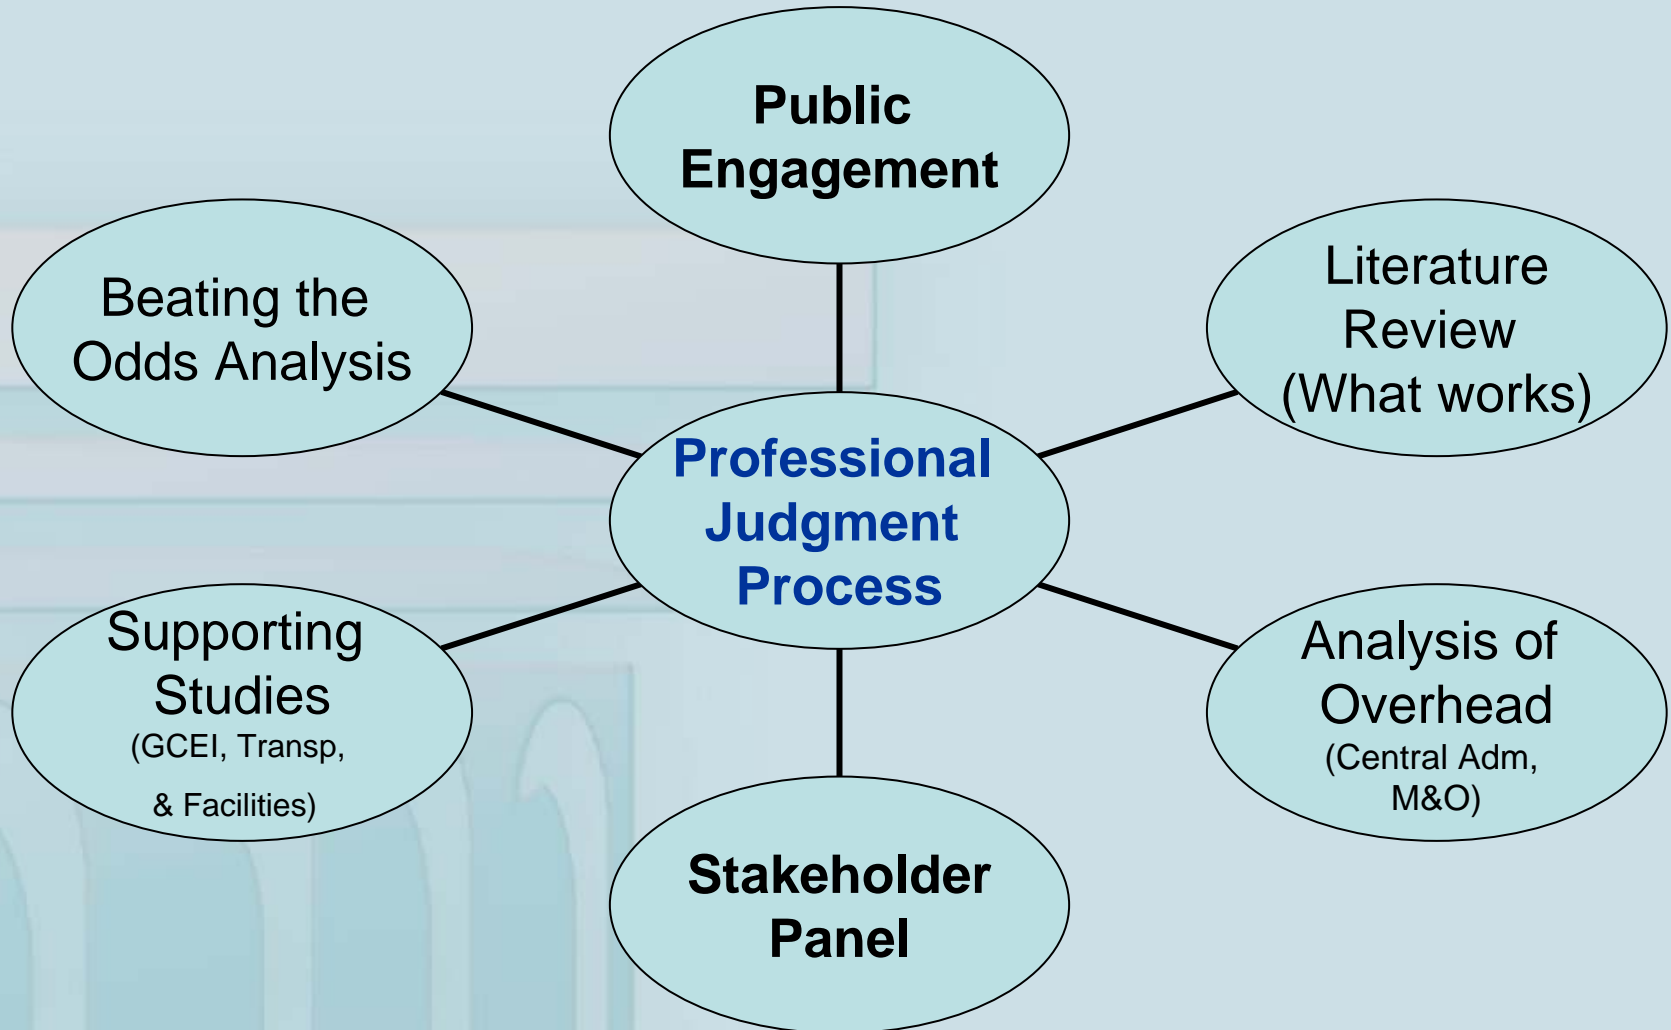 Public
Engagement
Beating the
Odds Analysis
Literature
Review
(What works)
Professional
Judgment
Process
Supporting
Studies
(GCEI, Transp,
& Facilities)
Analysis of
Overhead
(Central Adm,
M&O)
Stakeholder
Panel